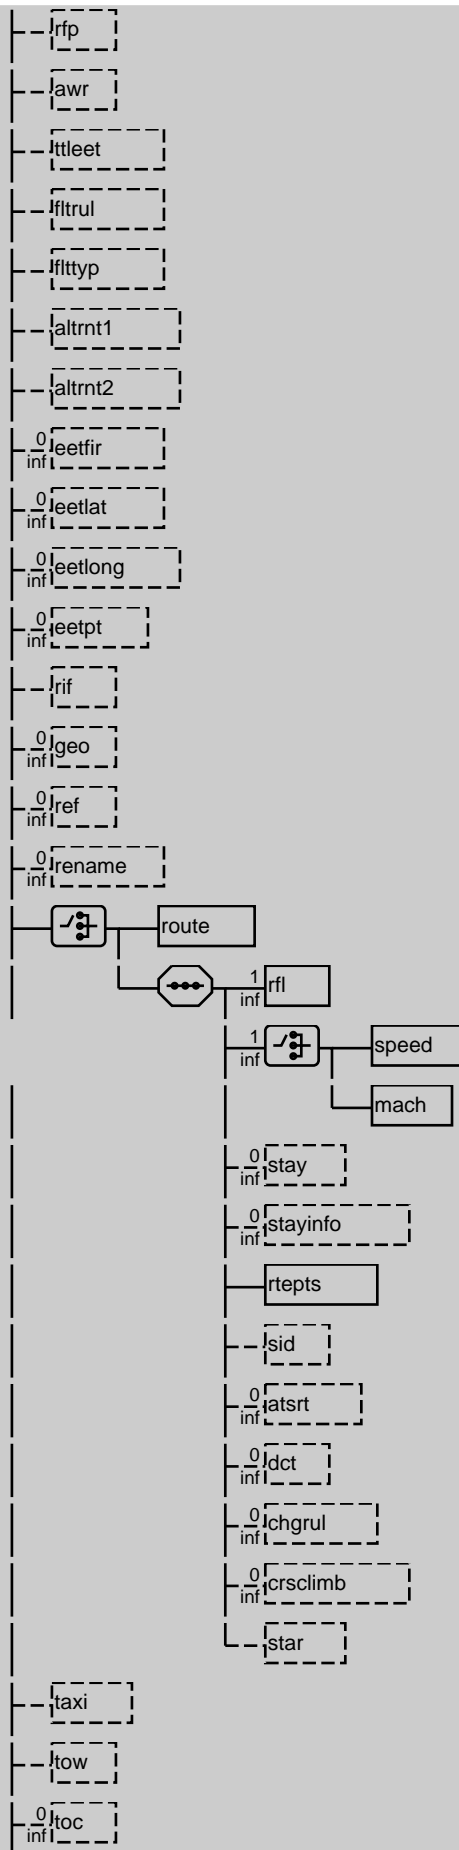 rfp
awr
ttleet
fltrul
flttyp
altrnt1
altrnt2
0
inf
eetfir
0
inf
eetlat
0
inf
eetlong
0
inf
eetpt
rif
0
inf
geo
0
inf
ref
0
inf
rename
route
1
inf
rfl
1
inf
speed
mach
0
inf
stay
0
inf
stayinfo
rtepts
sid
0
inf
atsrt
0
inf
dct
0
inf
chgrul
0
inf
crsclimb
star
taxi
tow
0
inf
toc